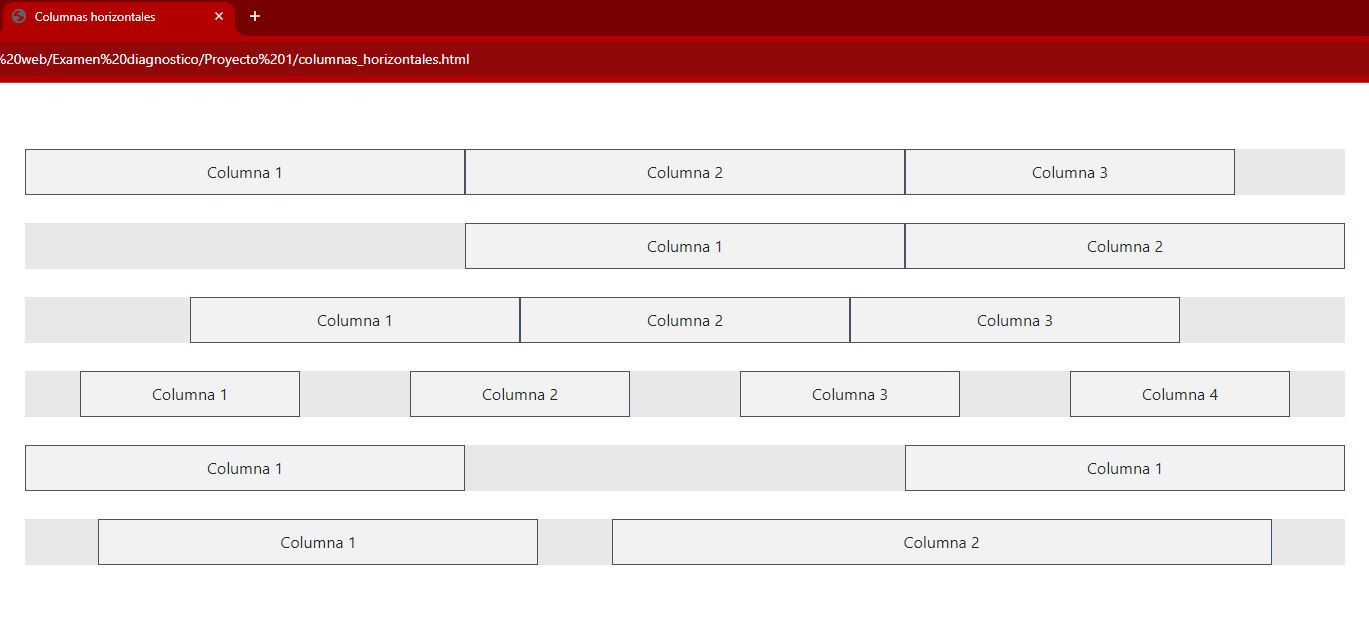 Columnas horizontales
%20web/Examen%20diagnostico/Proyecto%201/columnas_horizontales.html
Columna 1 Columna 2 Columna 3
Columna 1 Columna 2
Columna 1 Columna 2 Columna 3
Columna 1 Columna 2 Columna 3 Columna 4
Columna 1 Columna 1
Columna 1 Columna 2